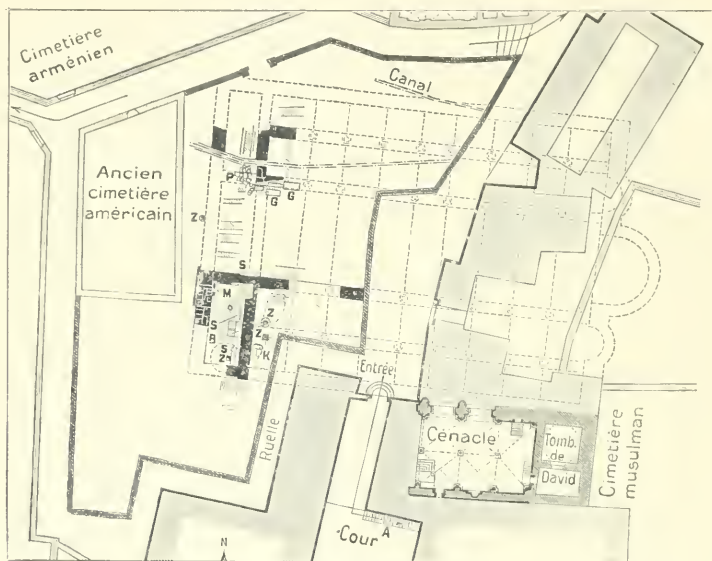 Cimetière
arménien
Canal
Ancien
cimetière
américain
P
G
G
Z
S
M
Z
S
B
Z
S
Z
K
Entrée
Ruelle
Cénacle
Tomb.
de
David
Cimetière
musulman
A
Cour
N